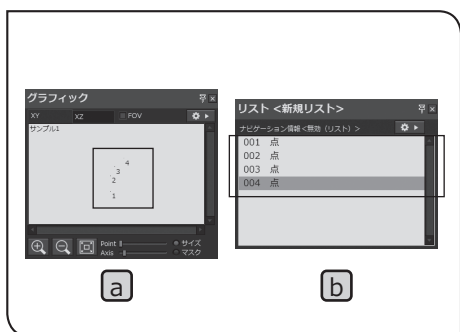 グラフィック
XY XZ FOV
サンプル1
4
3
2
1
Point サイズ
Axis マスク
a
リスト <新規リスト>
ナビゲーション情報<無効（リスト）>
001 点
002 点
003 点
004 点
b